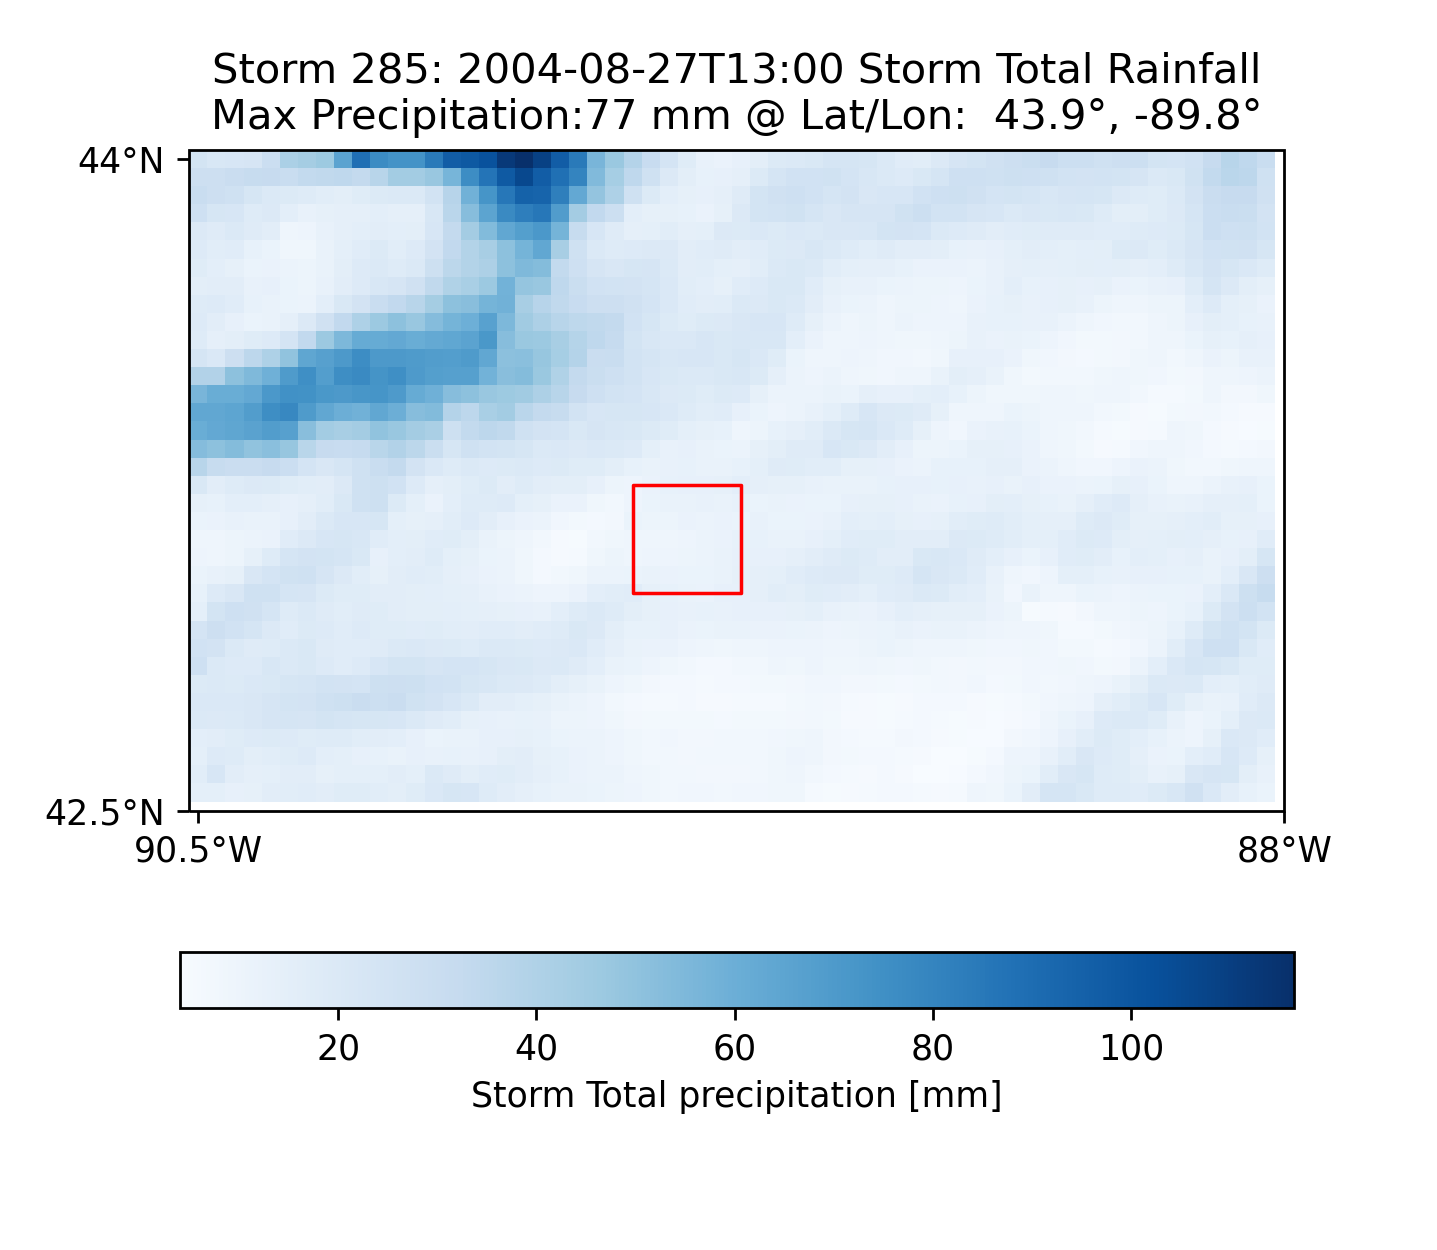 Storm 285: 2004-08-27T13:00 Storm Total Rainfall
Max Precipitation:77 mm @ Lat/Lon:  43.9°, -89.8°
44°N
42.5°N
90.5°W 88°W
20 40 60 80 100
Storm Total precipitation [mm]